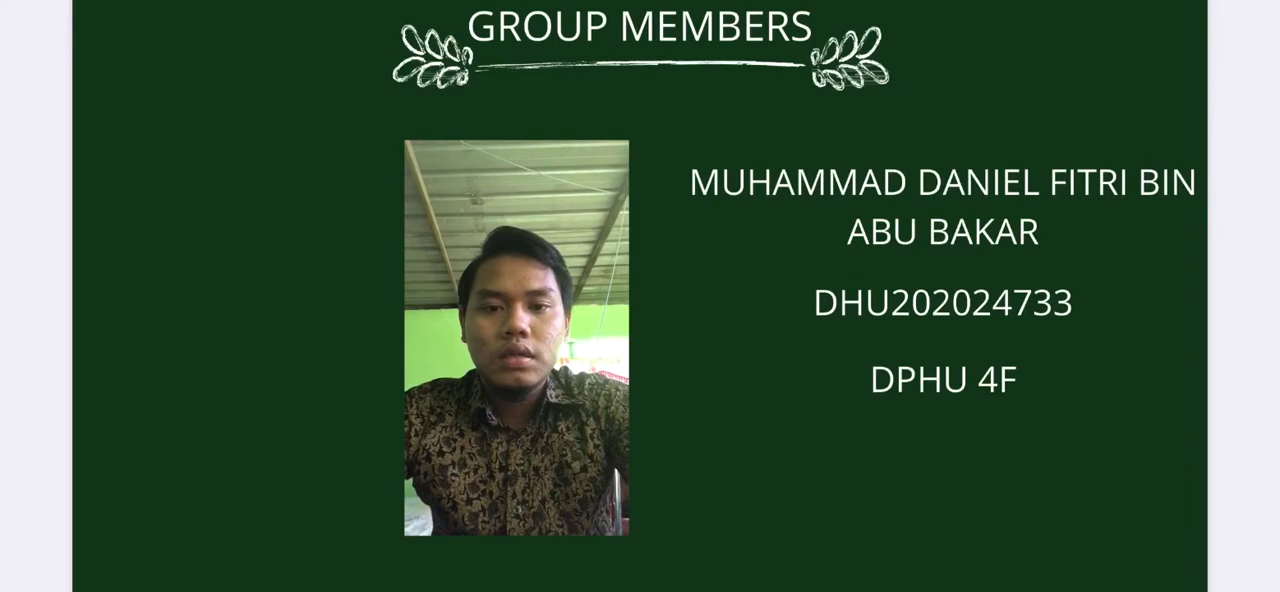 GROUP MEMBERS
MUHAMMAD DANIEL FITRI BIN
ABU BAKAR
DHU202024733
DPHU 4F